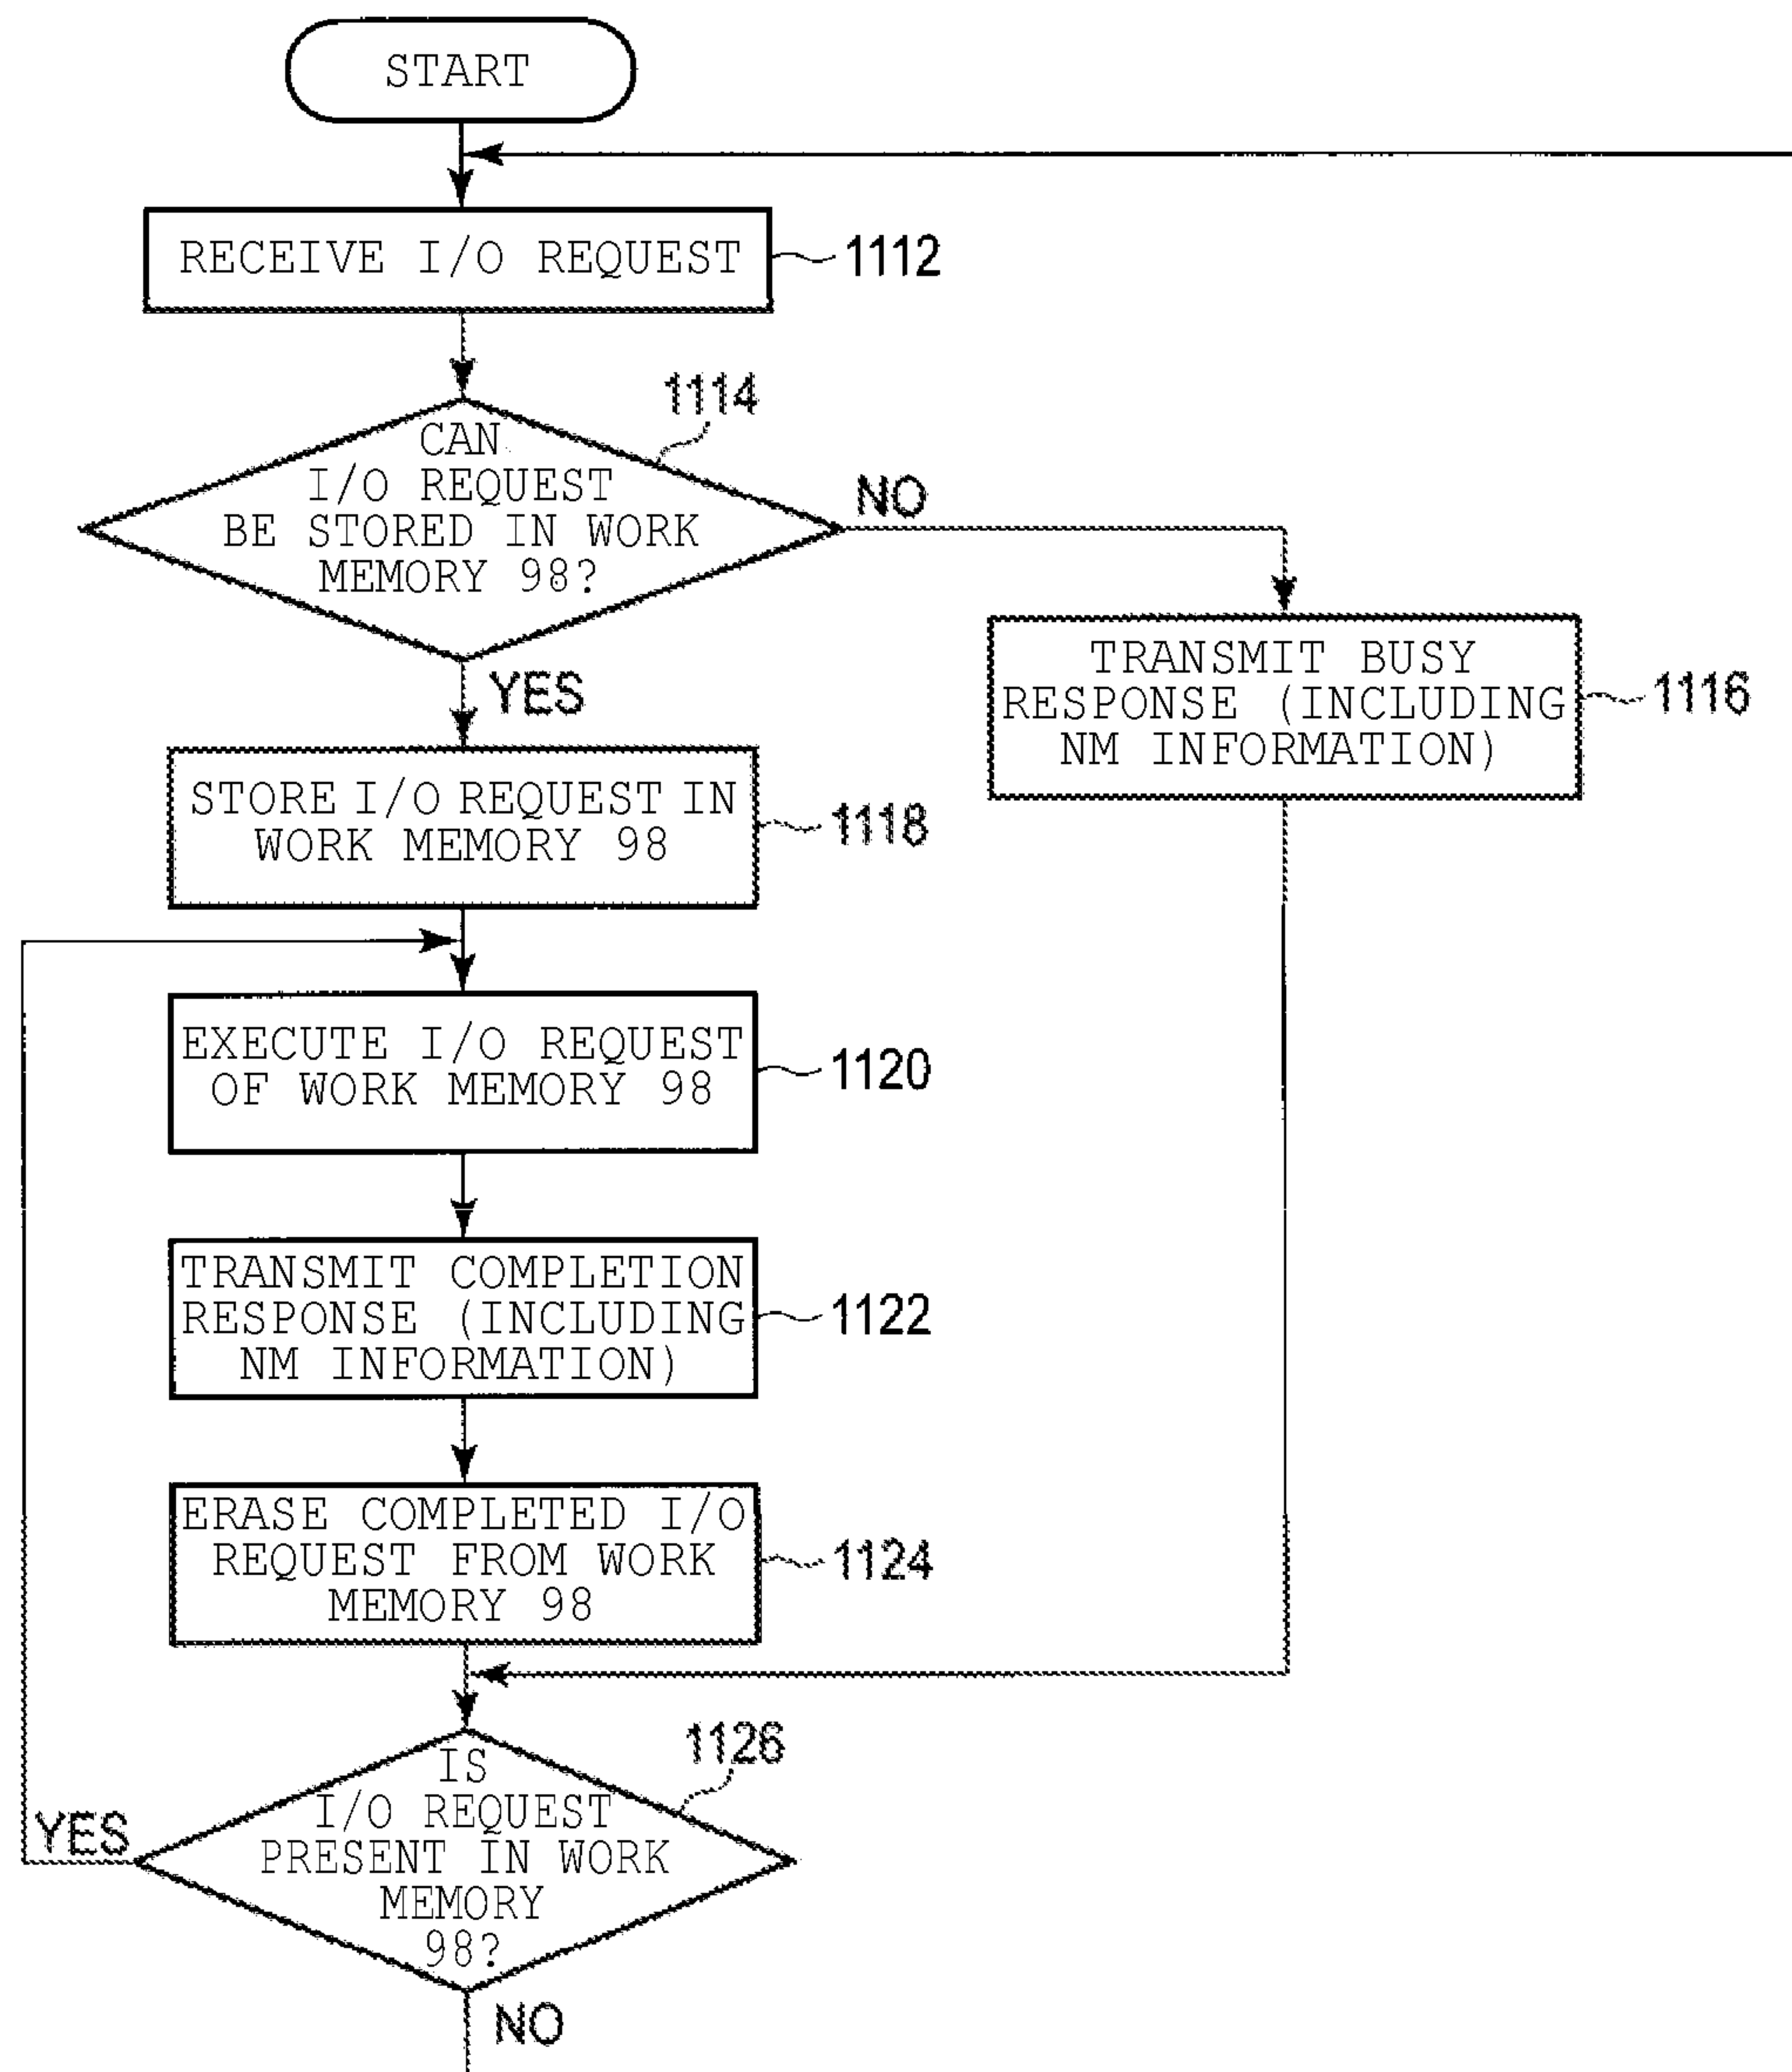 START
RECEIVE I/O REQUEST
1112
1114
CAN
I/O REQUEST
BE STORED IN WORK
MEMORY 98?
NO
YES
TRANSMIT BUSY
RESPONSE (INCLUDING
NM INFORMATION)
1116
STORE I/O REQUEST IN
WORK MEMORY 98
1118
EXECUTE I/O REQUEST
OF WORK MEMORY 98
1120
TRANSMIT COMPLETION
RESPONSE (INCLUDING
NM INFORMATION)
1122
ERASE COMPLETED I/O
REQUEST FROM WORK
MEMORY 98
1124
1126
IS
I/O REQUEST
PRESENT IN WORK
MEMORY
98?
YES
NO